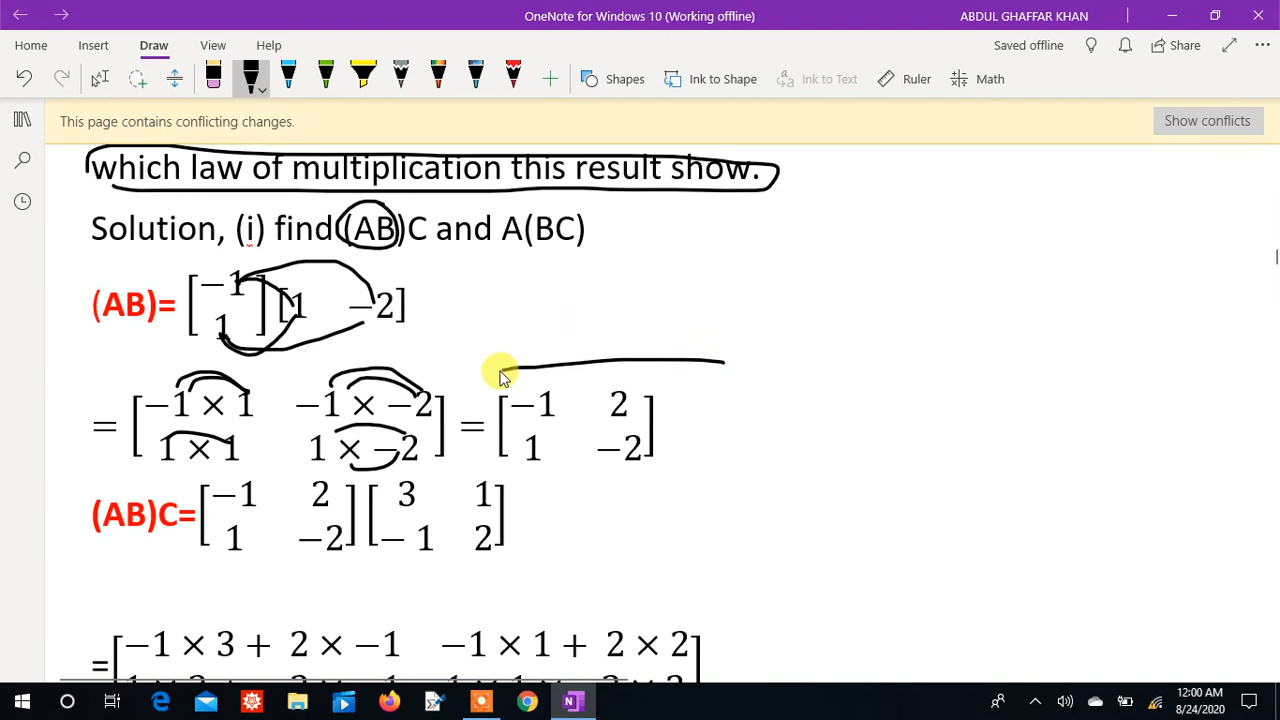 OneNote for Windows 10 (Working offline)
ABDUL GHAFFAR KHAN
Home Insert Draw View Help
Saved offline
Share
Shapes Ink to Shape Ink to Text Ruler Math
This page contains conflicting changes.
Show conflicts
which law of multiplication this result show.
Solution, (i) find (AB)C and A(BC)
(AB)= [−1 1] [1 −2]
= [−1 × 1 −1 × −2 1 × 1 1 × −2] = [−1 2 1 −2]
(AB)C= [−1 2 1 −2] [3 1 − 1 2]
= [−1 × 3 + 2 × −1 −1 × 1 + 2 × 2
12:00 AM
8/24/2020